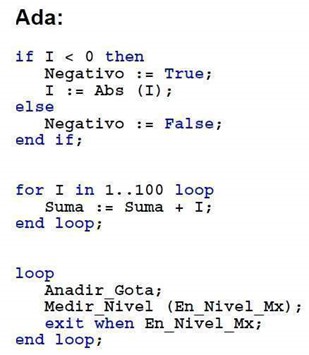 Ada:
if I < 0 then
Negativo := True;
I := Abs (I);
else
Negativo := False;
end if;
for I in 1..100 loop
Suma := Suma + I;
end loop;
loop
Anadir_Gota;
Medir_Nivel (En_Nivel_Mx);
exit when En_Nivel_Mx;
end loop;